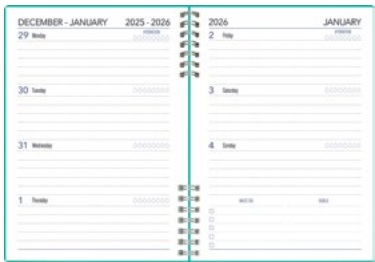 DECEMBER - JANUARY 2025 - 2026
29 Monday
30 Tuesday
31 Wednesday
1 Thursday
2026 JANUARY
2 Friday
3 Saturday
4 Sunday